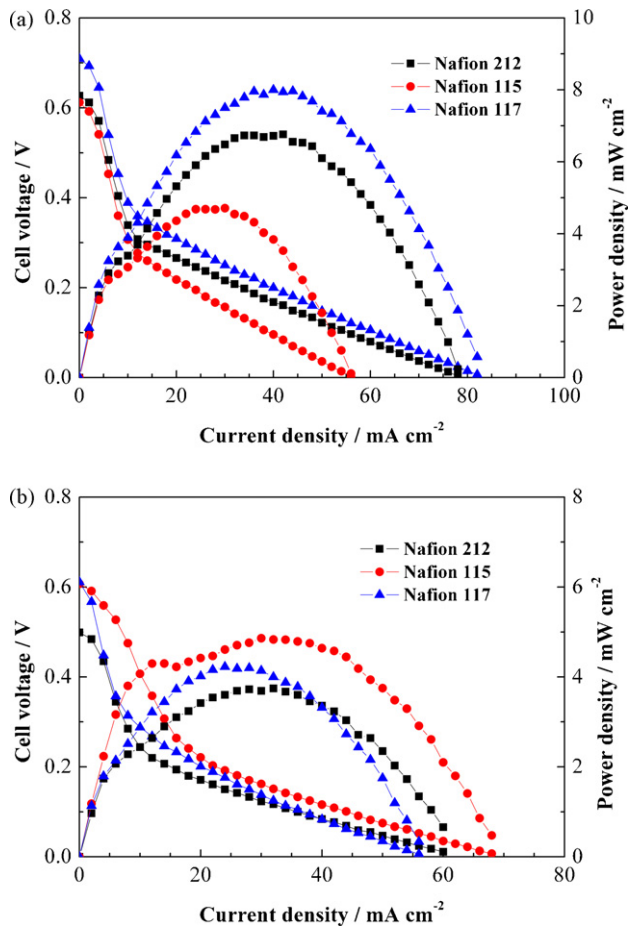 (a)
0.8
10
Nafion 212
Nafion 115
Nafion 117
0.6
8
0.4
6
4
0.2
2
0.0
0
0 20 40 60 80 100
Cell voltage / V
Power density / mW cm⁻²
Current density / mA cm⁻²
(b)
0.8
8
Nafion 212
Nafion 115
Nafion 117
0.6
6
0.4
4
0.2
2
0.0
0
0 20 40 60 80
Cell voltage / V
Power density / mW cm⁻²
Current density / mA cm⁻²